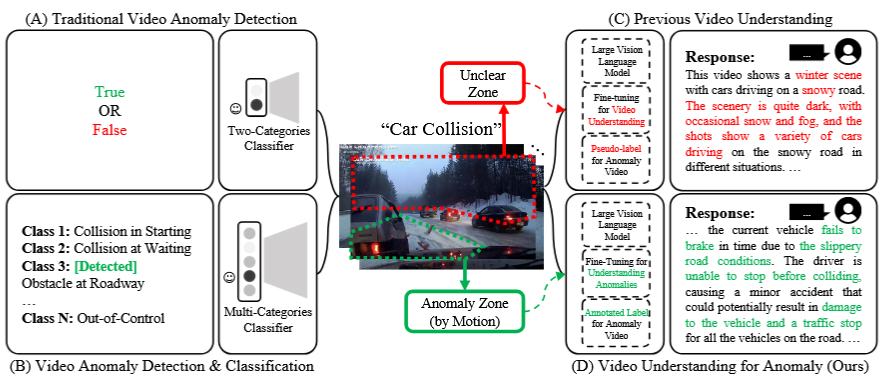 (A) Traditional Video Anomaly Detection
True
OR
False
Two-Categories
Classifier
Class 1: Collision in Starting
Class 2: Collision at Waiting
Class 3: [Detected]
Obstacle at Roadway
...
Class N: Out-of-Control
Multi-Categories
Classifier
(B) Video Anomaly Detection & Classification
Unclear
Zone
“Car Collision”
Anomaly Zone
(by Motion)
(C) Previous Video Understanding
Large Vision
Language
Model
Fine-tuning
for Video
Understanding
Pseudo-label
for Anomaly
Video
Response:
...
This video shows a winter scene
with cars driving on a snowy road.
The scenery is quite dark, with
occasional snow and fog, and the
shots show a variety of cars
driving on the snowy road in
different situations. ...
Large Vision
Language
Model
Fine-Tuning for
Understanding
Anomalies
Annotated Label
for Anomaly
Video
Response:
...
... the current vehicle fails to
brake in time due to the slippery
road conditions. The driver is
unable to stop before colliding,
causing a minor accident that
could potentially result in damage
to the vehicle and a traffic stop
for all the vehicles on the road. ...
(D) Video Understanding for Anomaly (Ours)